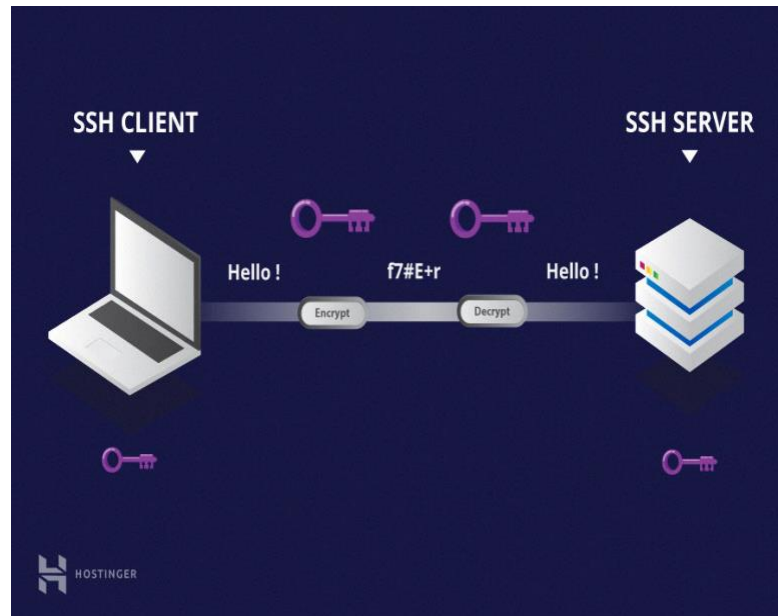 SSH CLIENT
SSH SERVER
Hello !
f7#E+r
Hello !
Encrypt
Decrypt
HOSTINGER